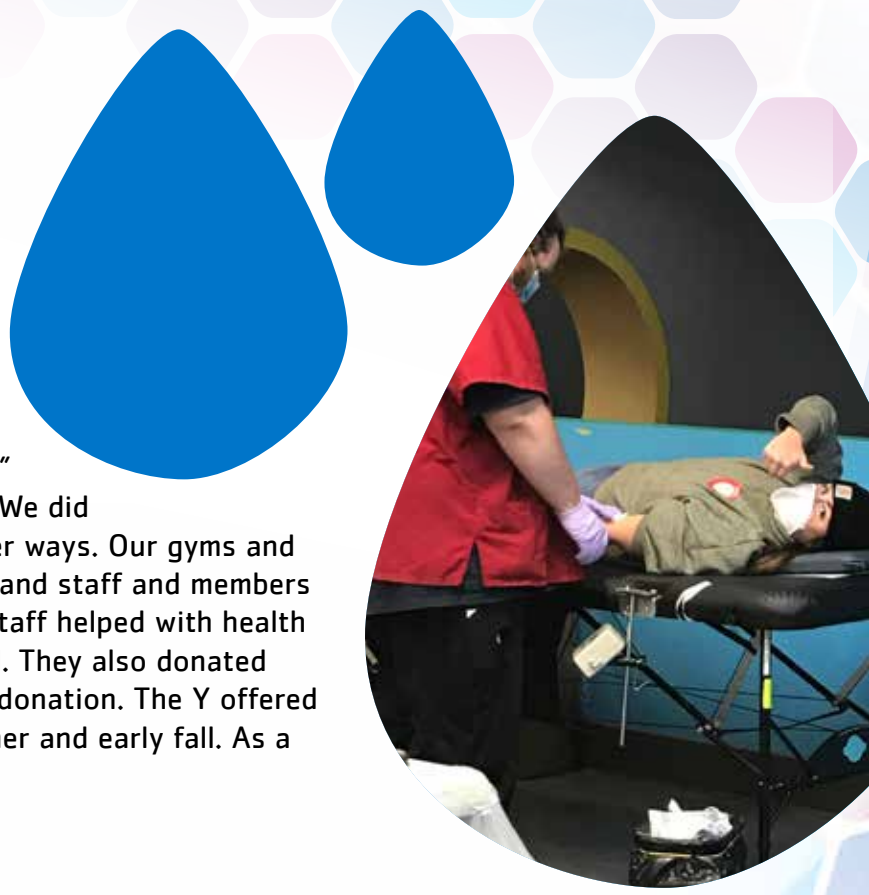 ”
We did
er ways. Our gyms and
and staff and members
taff helped with health
. They also donated
donation. The Y offered
er and early fall. As a